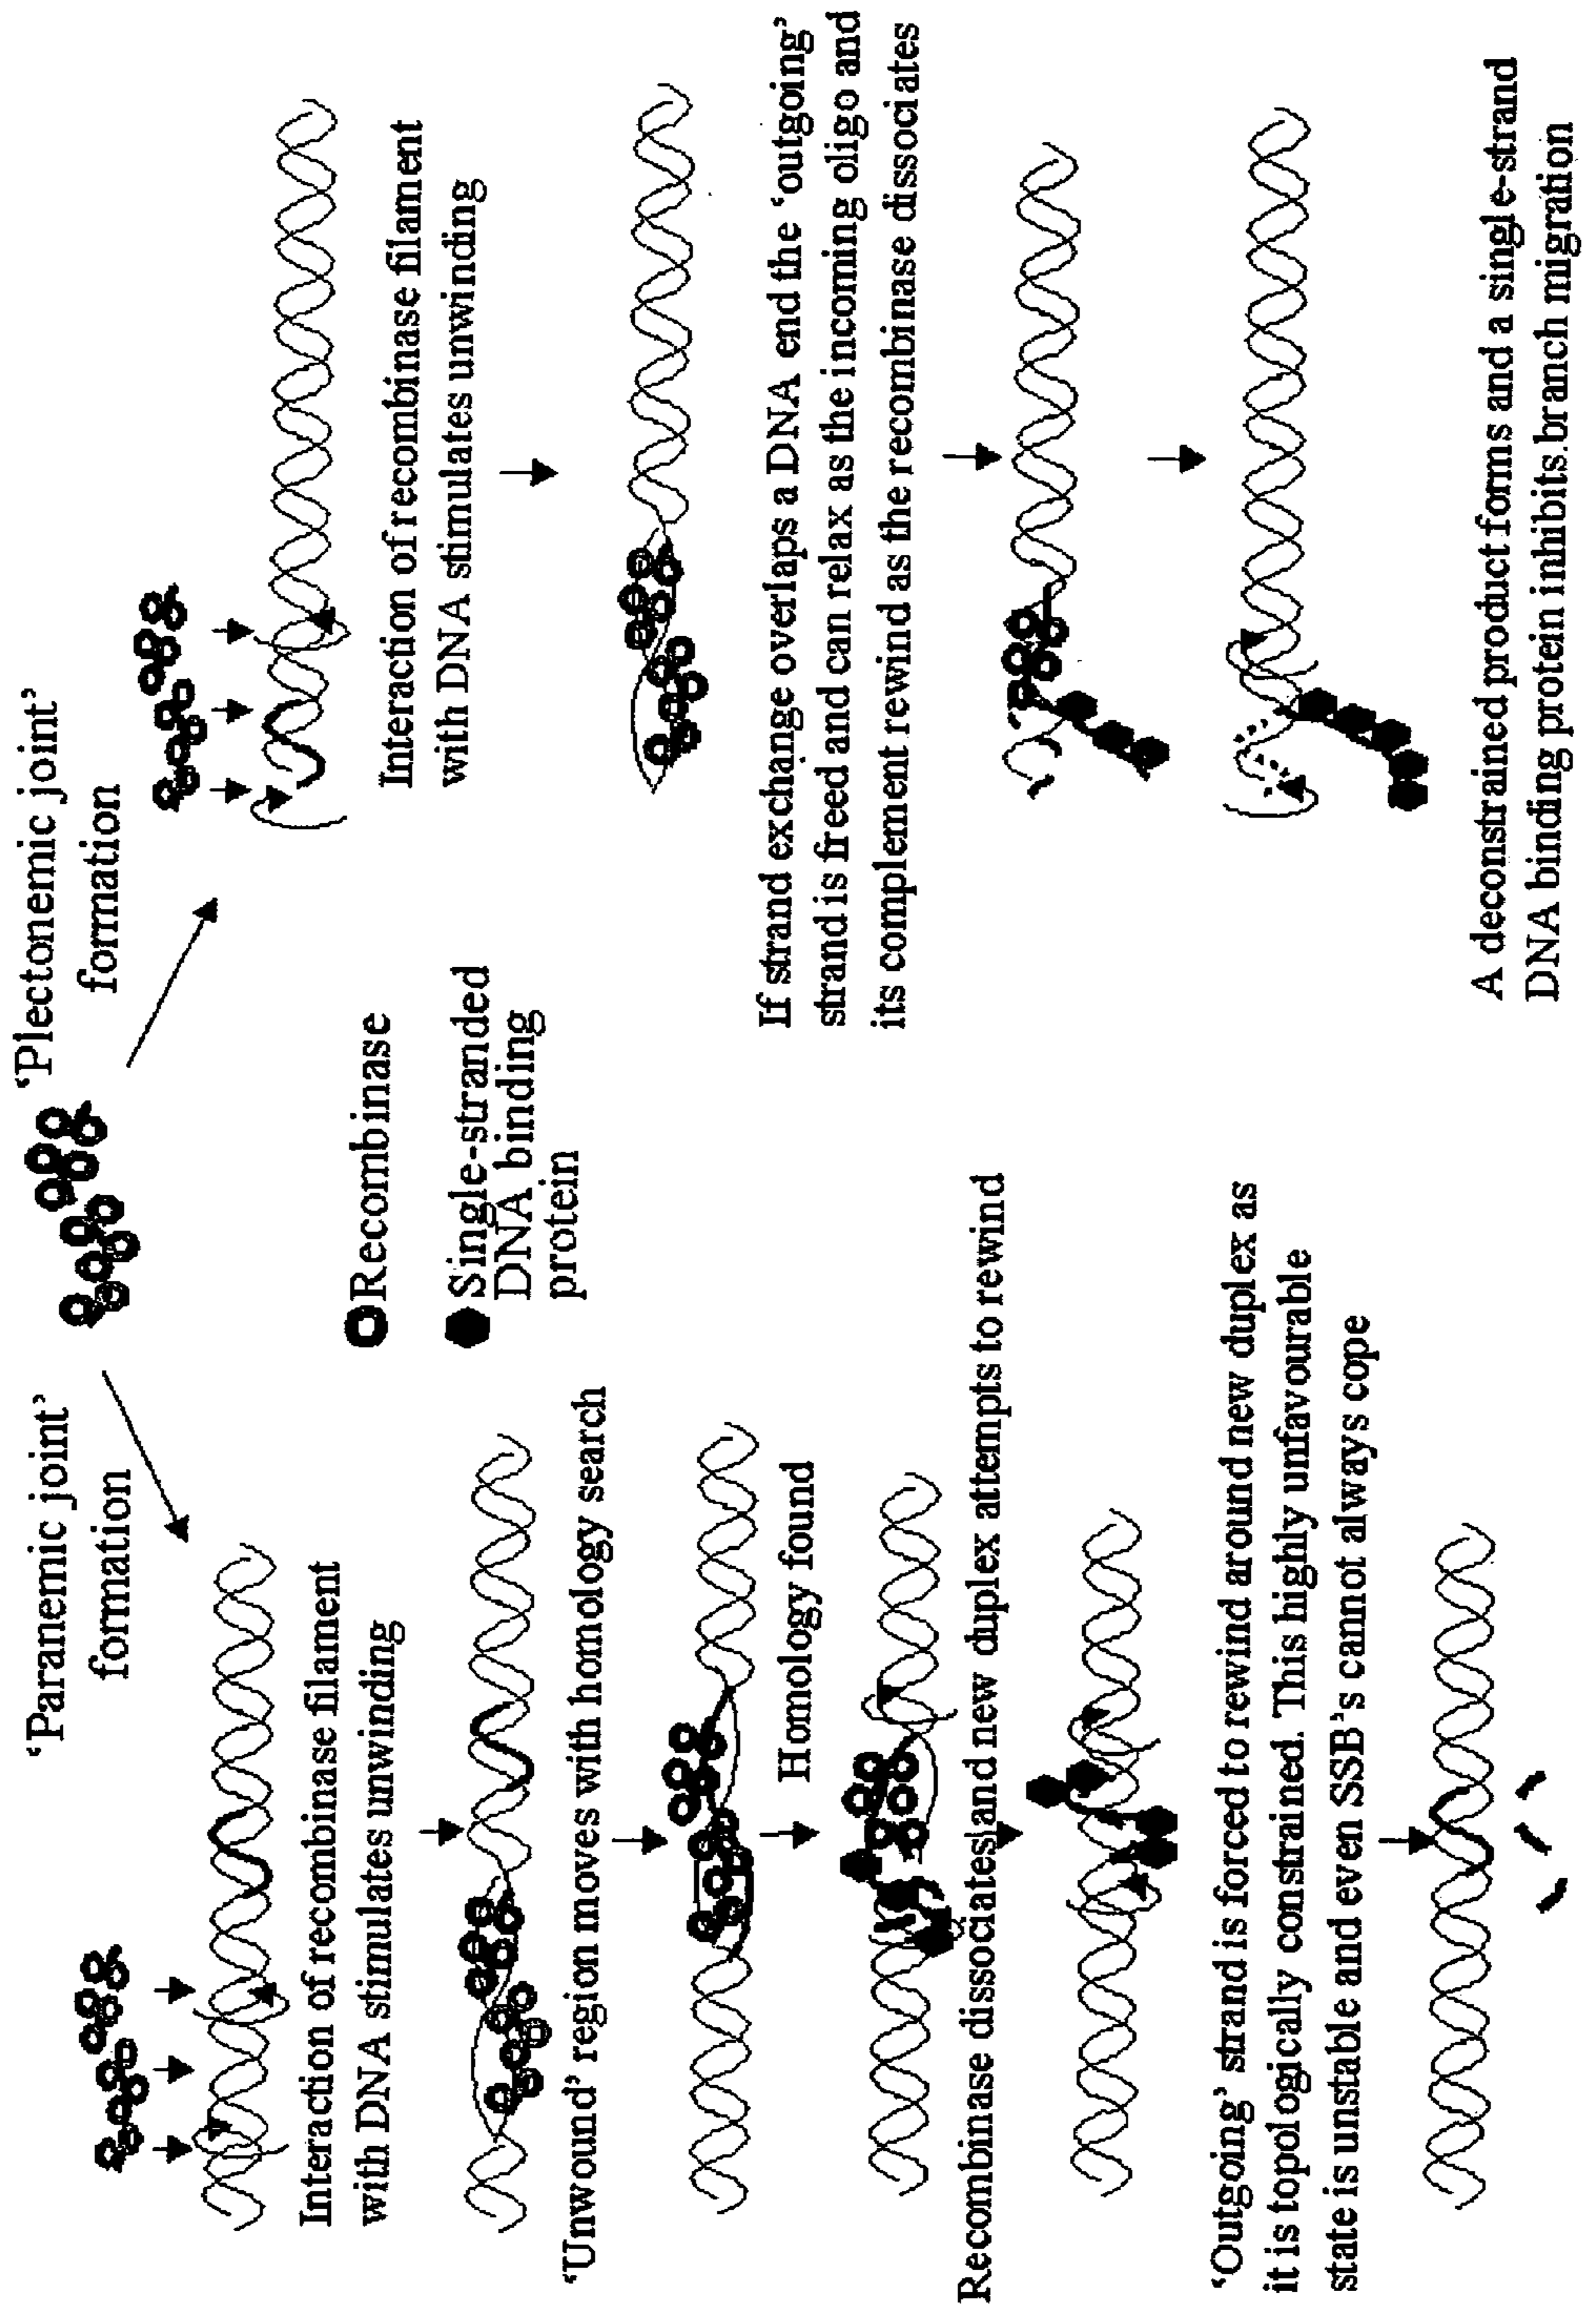 ‘Paranemic joint’
formation
‘Plectonemic joint’
formation
Recombinase
Single-stranded
DNA binding
protein
Interaction of recombinase filament
with DNA stimulates unwinding
‘Unwound’ region moves with homology search
Homology found
Recombinase dissociates and new duplex attempts to rewind
‘Outgoing’ strand is forced to rewind around new duplex as
it is topologically constrained. This highly unfavourable
state is unstable and even SSB’s cannot always cope
Interaction of recombinase filament
with DNA stimulates unwinding
If strand exchange overlaps a DNA end the ‘outgoing’
strand is freed and can relax as the incoming oligo and
its complement rewind as the recombinase dissociates
A deconstrained product forms and a single-strand
DNA binding protein inhibits branch migration